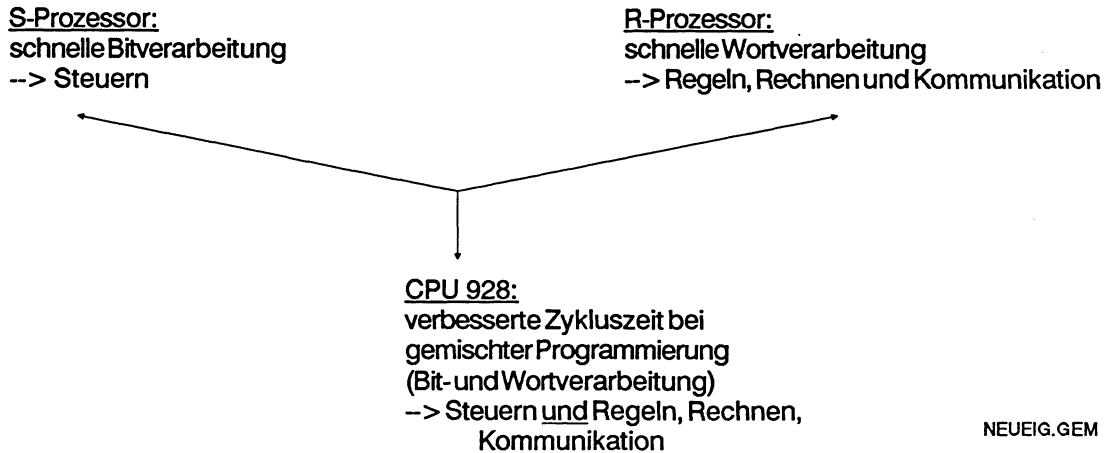 S-Prozessor:
schnelle Bitverarbeitung
--> Steuern
R-Prozessor:
schnelle Wortverarbeitung
--> Regeln, Rechnen und Kommunikation
CPU 928:
verbesserte Zykluszeit bei
gemischter Programmierung
(Bit- und Wortverarbeitung)
--> Steuern und Regeln, Rechnen,
Kommunikation
NEUEIG.GEM